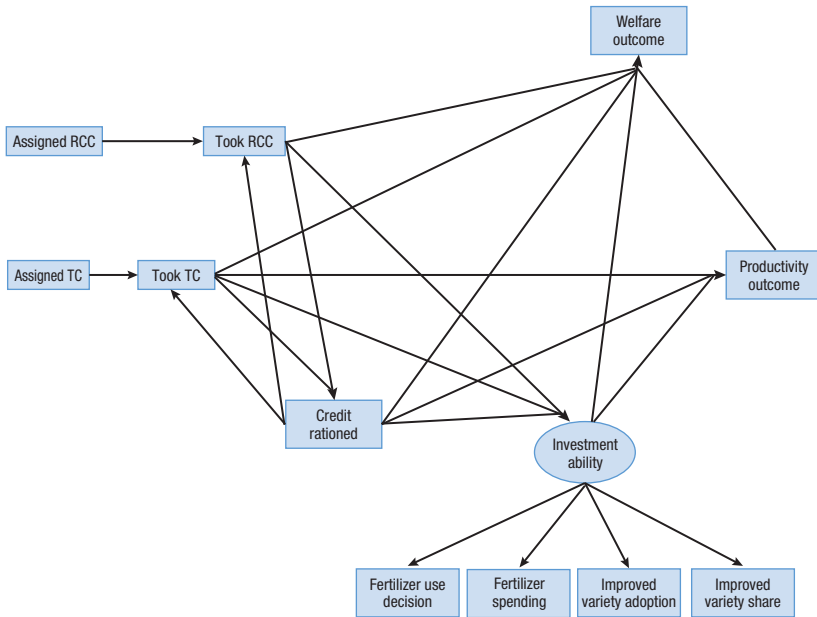 Welfare
outcome
Assigned RCC
Took RCC
Assigned TC
Took TC
Productivity
outcome
Credit
rationed
Investment
ability
Fertilizer use
decision
Fertilizer
spending
Improved
variety adoption
Improved
variety share